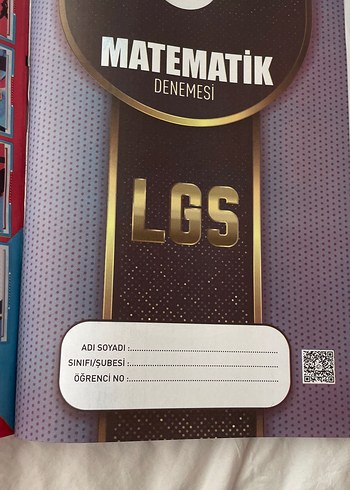 MATEMATİK
DENEMESİ
LGS
ADI SOYADI :
SINIFI/ŞUBESİ :
ÖĞRENCİ NO :